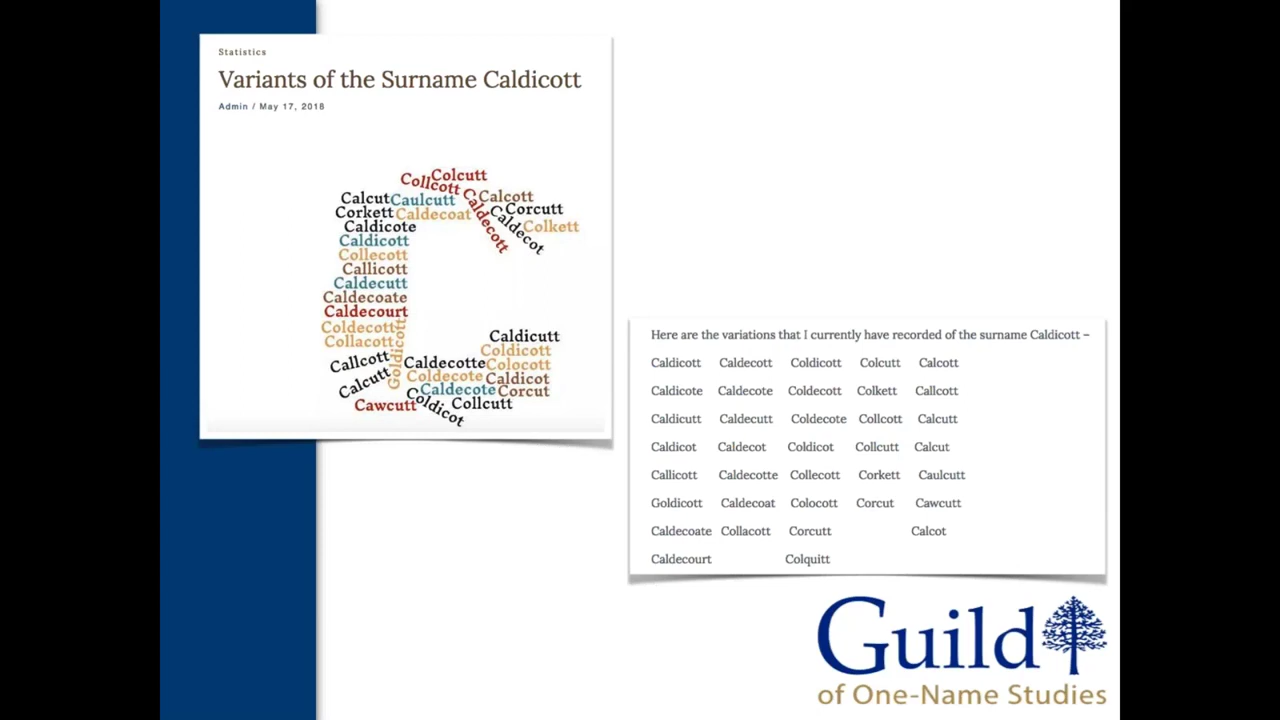 Statistics
Variants of the Surname Caldicott
Admin / May 17, 2018
Colcutt
Collcott
Calcut Caulcutt Calcott
Corkett Caldecoat Caldecott Caldecot Corcutt
Caldicote Colkett
Caldicott
Collecott
Callicott
Caldecutt
Caldecoate
Caldecourt
Coldecott Goldicott Caldicutt
Collacott Coldicott
Callcott Caldecotte Colocott
Calcutt Coldecote Caldicot
Caldecote Corcut
Cawcutt Coldicot Collcutt
Here are the variations that I currently have recorded of the surname Caldicott –
Caldicott Caldecott Coldicott Colcutt Calcott
Caldicote Caldecote Coldecott Colkett Callcott
Caldicutt Caldecutt Coldecote Collcott Calcutt
Caldicot Caldecot Coldicot Collcutt Calcut
Callicott Caldecotte Collecott Corkett Caulcutt
Goldicott Caldecoat Colocott Corcut Cawcutt
Caldecoate Collacott Corcutt Calcot
Caldecourt Colquitt
Guild
of One-Name Studies